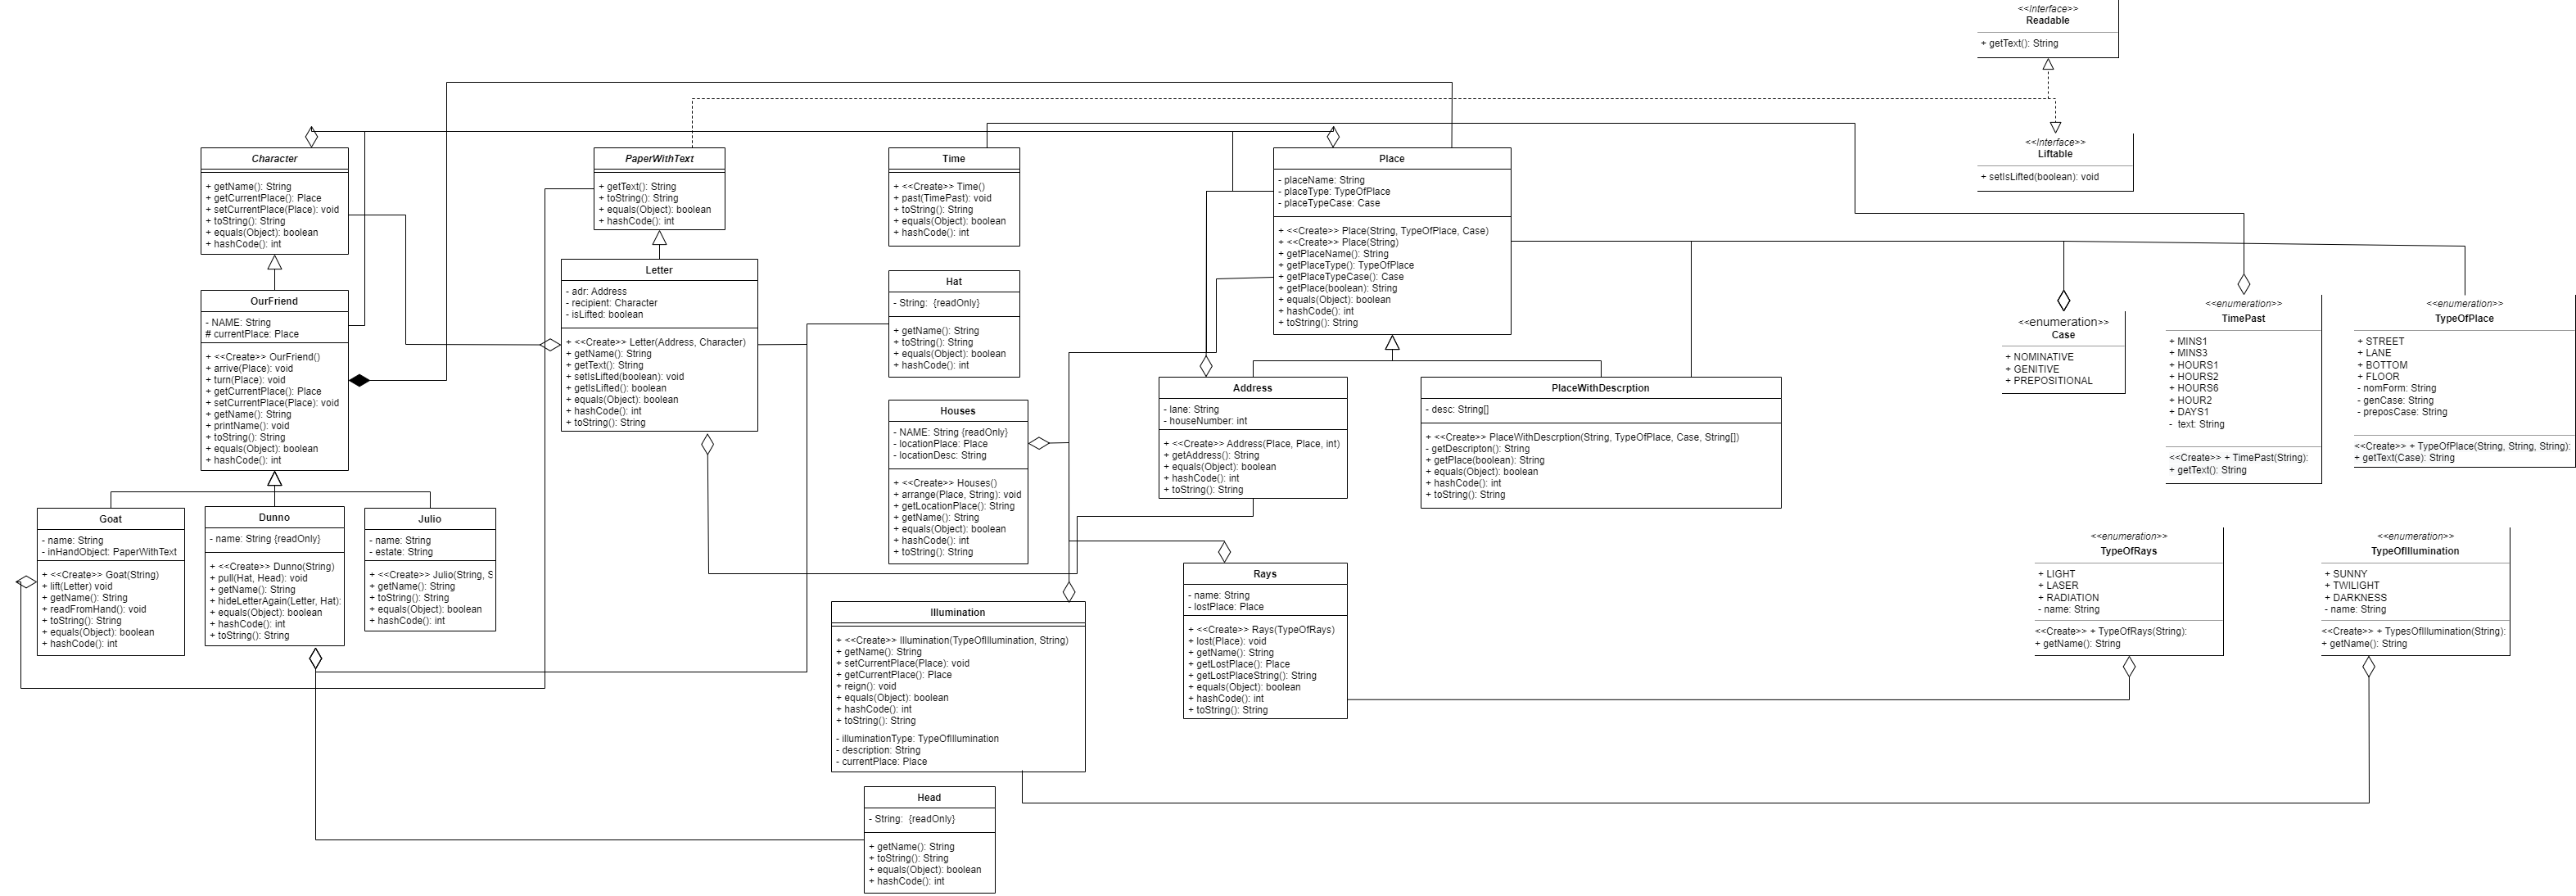 <<Interface>>
Readable
+ getText(): String
<<Interface>>
Liftable
+ setIsLifted(boolean): void
Character
+ getName(): String
+ getCurrentPlace(): Place
+ setCurrentPlace(Place): void
+ toString(): String
+ equals(Object): boolean
+ hashCode(): int
PaperWithText
+ getText(): String
+ toString(): String
+ equals(Object): boolean
+ hashCode(): int
Time
+ <<Create>> Time()
+ past(TimePast): void
+ toString(): String
+ equals(Object): boolean
+ hashCode(): int
Place
- placeName: String
- placeType: TypeOfPlace
- placeTypeCase: Case
+ <<Create>> Place(String, TypeOfPlace, Case)
+ <<Create>> Place(String)
+ getPlaceName(): String
+ getPlaceType(): TypeOfPlace
+ getPlaceTypeCase(): Case
+ getPlace(boolean): String
+ equals(Object): boolean
+ hashCode(): int
+ toString(): String
OurFriend
- NAME: String
# currentPlace: Place
+ <<Create>> OurFriend()
+ arrive(Place): void
+ turn(Place): void
+ getCurrentPlace(): Place
+ setCurrentPlace(Place): void
+ getName(): String
+ printName(): void
+ toString(): String
+ equals(Object): boolean
+ hashCode(): int
Letter
- adr: Address
- recipient: Character
- isLifted: boolean
+ <<Create>> Letter(Address, Character)
+ getName(): String
+ getText(): String
+ setIsLifted(boolean): void
+ getIsLifted(): boolean
+ equals(Object): boolean
+ hashCode(): int
+ toString(): String
Hat
- String: {readOnly}
+ getName(): String
+ toString(): String
+ equals(Object): boolean
+ hashCode(): int
Houses
- NAME: String {readOnly}
- locationPlace: Place
- locationDesc: String
+ <<Create>> Houses()
+ arrange(Place, String): void
+ getLocationPlace(): String
+ getName(): String
+ equals(Object): boolean
+ hashCode(): int
+ toString(): String
Address
- lane: String
- houseNumber: int
+ <<Create>> Address(Place, Place, int)
+ getAddress(): String
+ equals(Object): boolean
+ hashCode(): int
+ toString(): String
PlaceWithDescrption
- desc: String[]
+ <<Create>> PlaceWithDescrption(String, TypeOfPlace, Case, String[])
- getDescripton(): String
+ getPlace(boolean): String
+ equals(Object): boolean
+ hashCode(): int
+ toString(): String
<<enumeration>>
Case
+ NOMINATIVE
+ GENITIVE
+ PREPOSITIONAL
<<enumeration>>
TimePast
+ MINS1
+ MINS3
+ HOURS1
+ HOURS2
+ HOURS6
+ HOUR2
+ DAYS1
- text: String
<<Create>> + TimePast(String):
+ getText(): String
<<enumeration>>
TypeOfPlace
+ STREET
+ LANE
+ BOTTOM
+ FLOOR
- nomForm: String
- genCase: String
- preposCase: String
<<Create>> + TypeOfPlace(String, String, String):
+ getText(Case): String
Goat
- name: String
- inHandObject: PaperWithText
+ <<Create>> Goat(String)
+ lift(Letter) void
+ getName(): String
+ readFromHand(): void
+ toString(): String
+ equals(Object): boolean
+ hashCode(): int
Dunno
- name: String {readOnly}
+ <<Create>> Dunno(String)
+ pull(Hat, Head): void
+ getName(): String
+ hideLetterAgain(Letter, Hat):
+ equals(Object): boolean
+ hashCode(): int
+ toString(): String
Julio
- name: String
- estate: String
+ <<Create>> Julio(String, S
+ getName(): String
+ toString(): String
+ equals(Object): boolean
+ hashCode(): int
Illumination
+ <<Create>> Illumination(TypeOfIllumination, String)
+ getName(): String
+ setCurrentPlace(Place): void
+ getCurrentPlace(): Place
+ reign(): void
+ equals(Object): boolean
+ hashCode(): int
+ toString(): String
- illuminationType: TypeOfIllumination
- description: String
- currentPlace: Place
Rays
- name: String
- lostPlace: Place
+ <<Create>> Rays(TypeOfRays)
+ lost(Place): void
+ getName(): String
+ getLostPlace(): Place
+ getLostPlaceString(): String
+ equals(Object): boolean
+ hashCode(): int
+ toString(): String
<<enumeration>>
TypeOfRays
+ LIGHT
+ LASER
+ RADIATION
- name: String
<<Create>> + TypeOfRays(String):
+ getName(): String
<<enumeration>>
TypeOfIllumination
+ SUNNY
+ TWILIGHT
+ DARKNESS
- name: String
<<Create>> + TypesOfIllumination(String):
+ getName(): String
Head
- String: {readOnly}
+ getName(): String
+ toString(): String
+ equals(Object): boolean
+ hashCode(): int